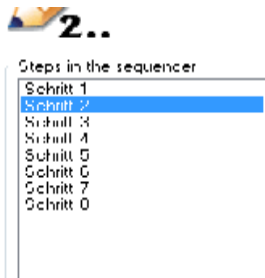 2..
Steps in the sequencer
Schritt 1
Schritt 2
Schritt 3
Schritt 4
Schritt 5
Schritt 6
Schritt 7
Schritt